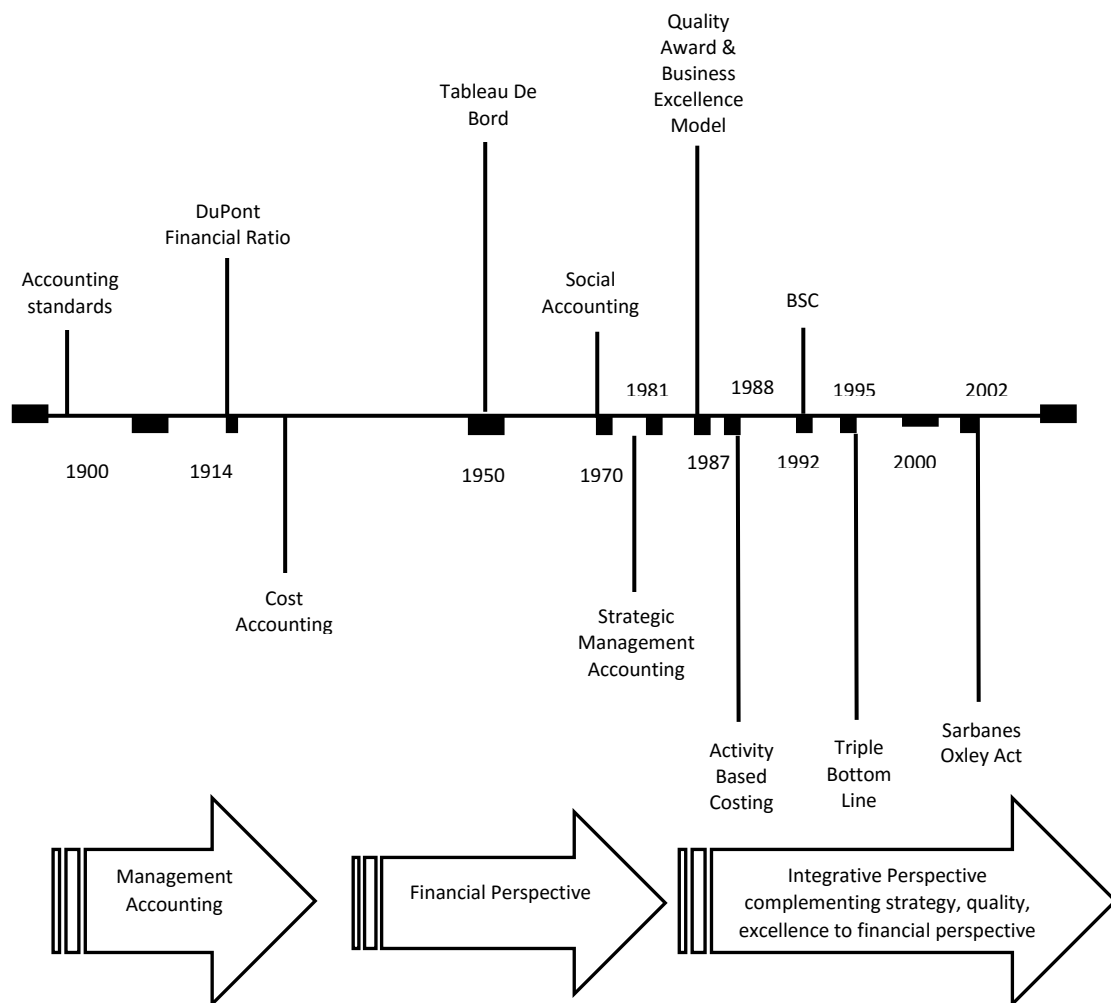 Quality
Award &
Business
Excellence
Model
Tableau De
Bord
DuPont
Financial Ratio
Accounting
standards
Social
Accounting
BSC
1981
1988
1995
2002
1900
1914
1950
1970
1987
1992
2000
Cost
Accounting
Strategic
Management
Accounting
Activity
Based
Costing
Triple
Bottom
Line
Sarbanes
Oxley Act
Management
Accounting
Financial Perspective
Integrative Perspective
complementing strategy, quality,
excellence to financial perspective